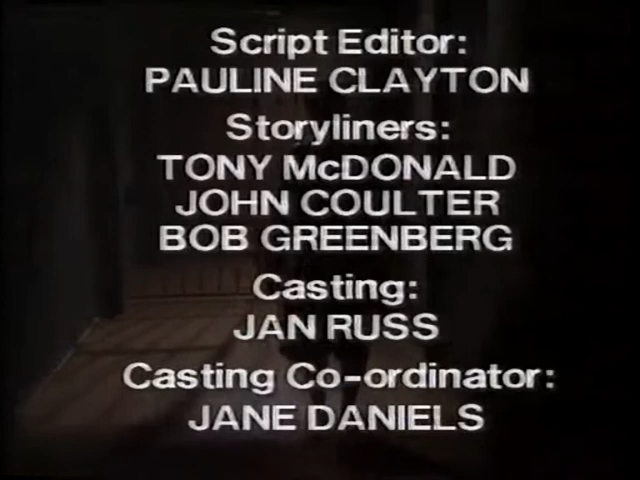 Script Editor:
PAULINE CLAYTON
Storyliners:
TONY McDONALD
JOHN COULTER
BOB GREENBERG
Casting:
JAN RUSS
Casting Co-ordinator:
JANE DANIELS